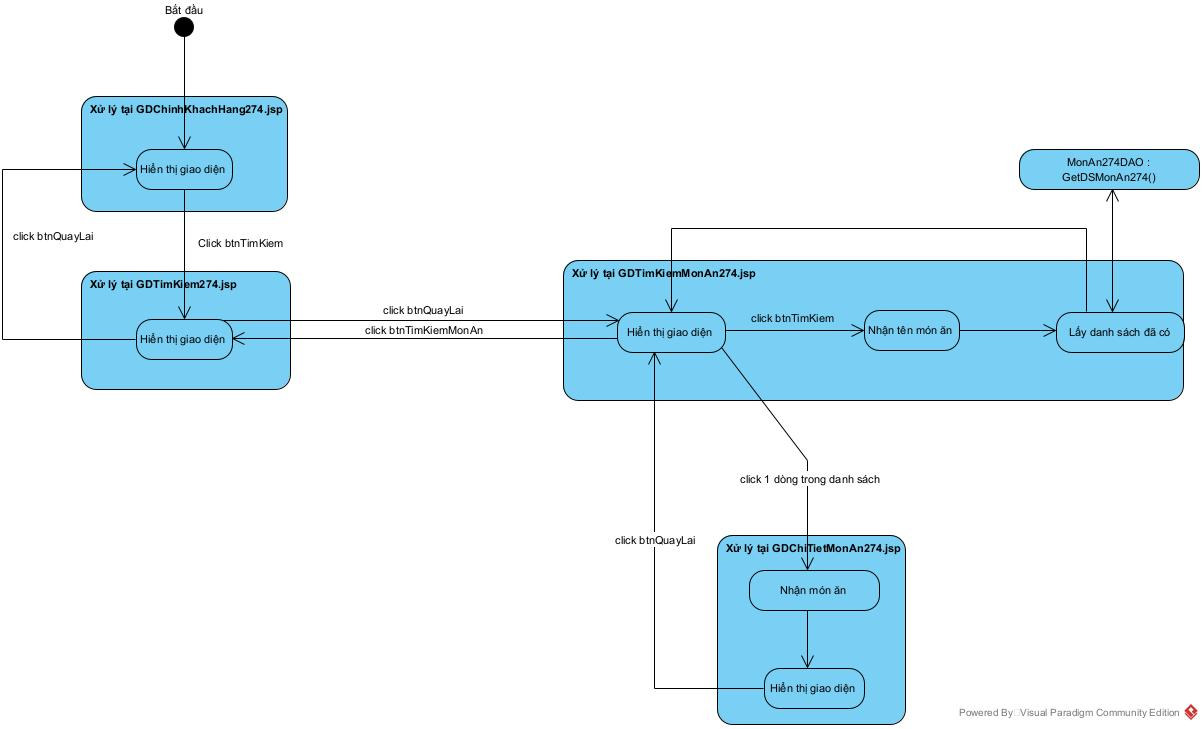 Bắt đầu
Xử lý tại GDChinhKhachHang274.jsp
Hiển thị giao diện
click btnQuayLai
Click btnTimKiem
Xử lý tại GDTimKiem274.jsp
Hiển thị giao diện
click btnQuayLai
click btnTimKiemMonAn
MonAn274DAO :
GetDSMonAn274()
Xử lý tại GDTimKiemMonAn274.jsp
Hiển thị giao diện
click btnTimKiem
Nhận tên món ăn
Lấy danh sách đã có
click 1 dòng trong danh sách
click btnQuayLai
Xử lý tại GDChiTietMonAn274.jsp
Nhận món ăn
Hiển thị giao diện
Powered By Visual Paradigm Community Edition